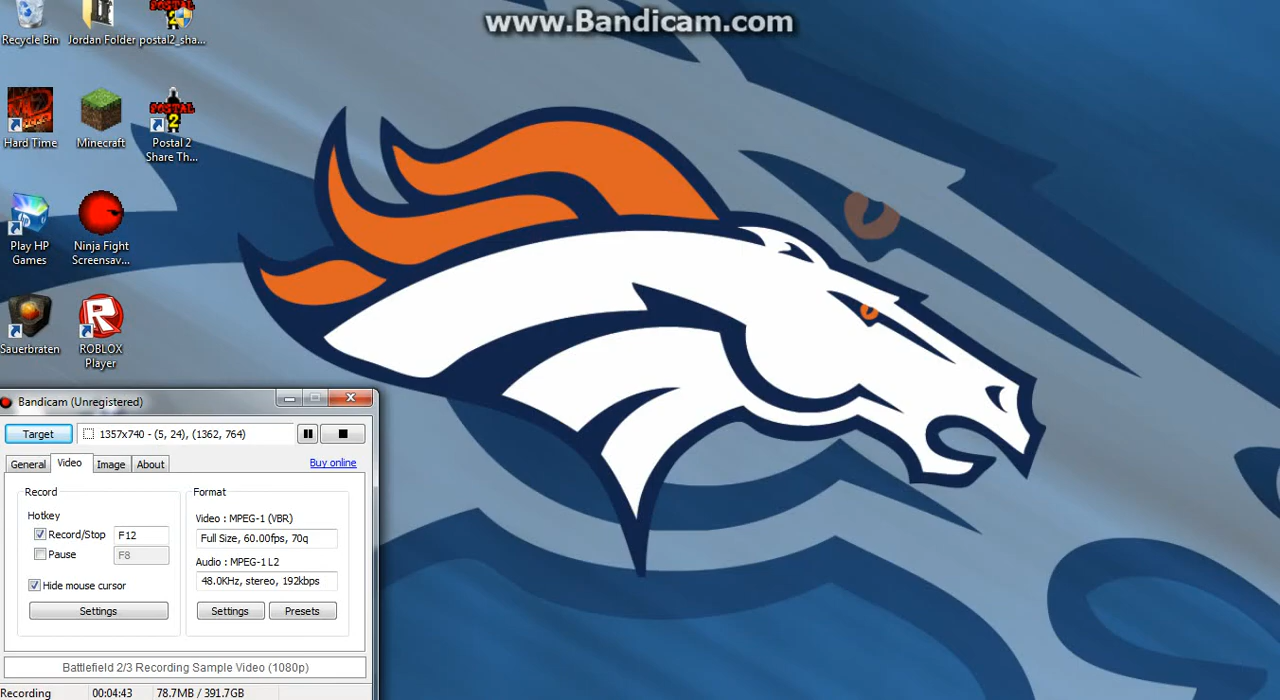 www.Bandicam.com
Recycle Bin
Jordan Folder
postal2_sha...
Hard Time
Minecraft
Postal 2
Share Th...
Play HP
Games
Ninja Fight
Screensav...
Sauerbraten
ROBLOX
Player
Bandicam (Unregistered)
Target
1357x740 - (5, 24), (1362, 764)
General
Video
Image
About
Buy online
Record
Hotkey
Record/Stop
F12
Pause
F8
Hide mouse cursor
Settings
Format
Video : MPEG-1 (VBR)
Full Size, 60.00fps, 70q
Audio : MPEG-1 L2
48.0KHz, stereo, 192kbps
Settings
Presets
Battlefield 2/3 Recording Sample Video (1080p)
Recording
00:04:43
78.7MB / 391.7GB